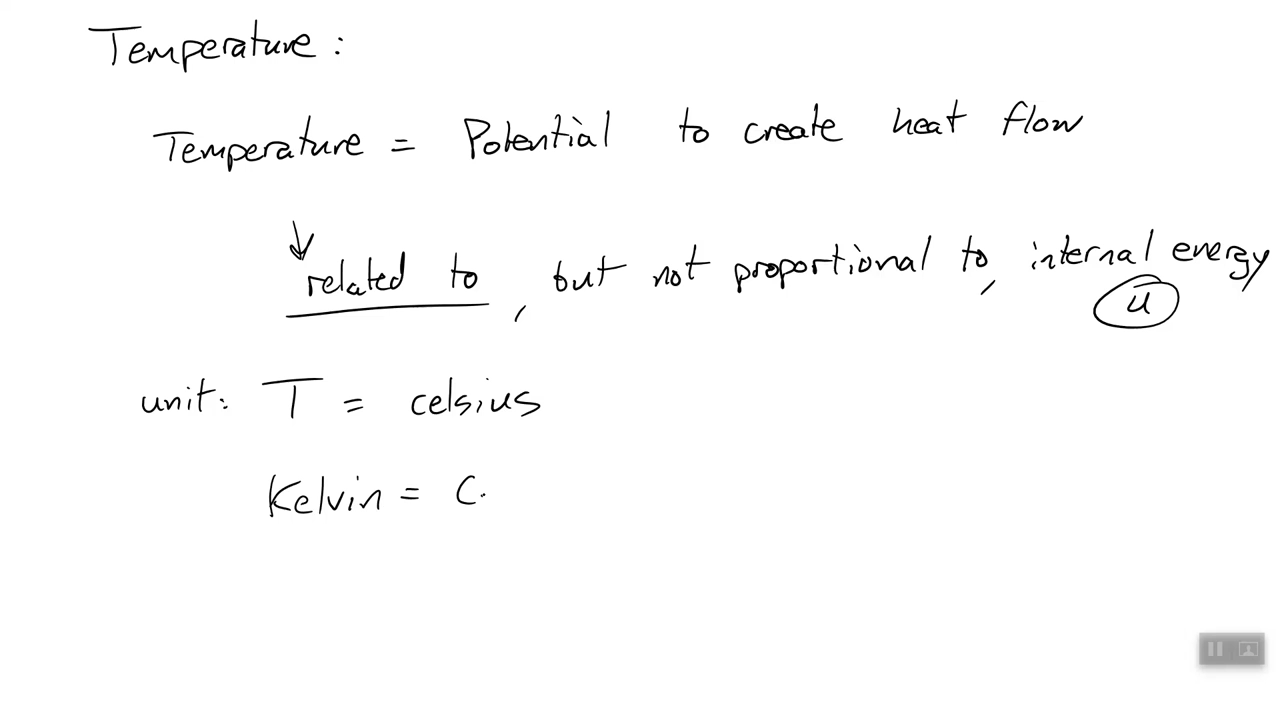 Temperature:
Temperature = Potential to create heat flow
↓
related to, but not proportional to, internal energy
u
unit: T = celsius
Kelvin = C